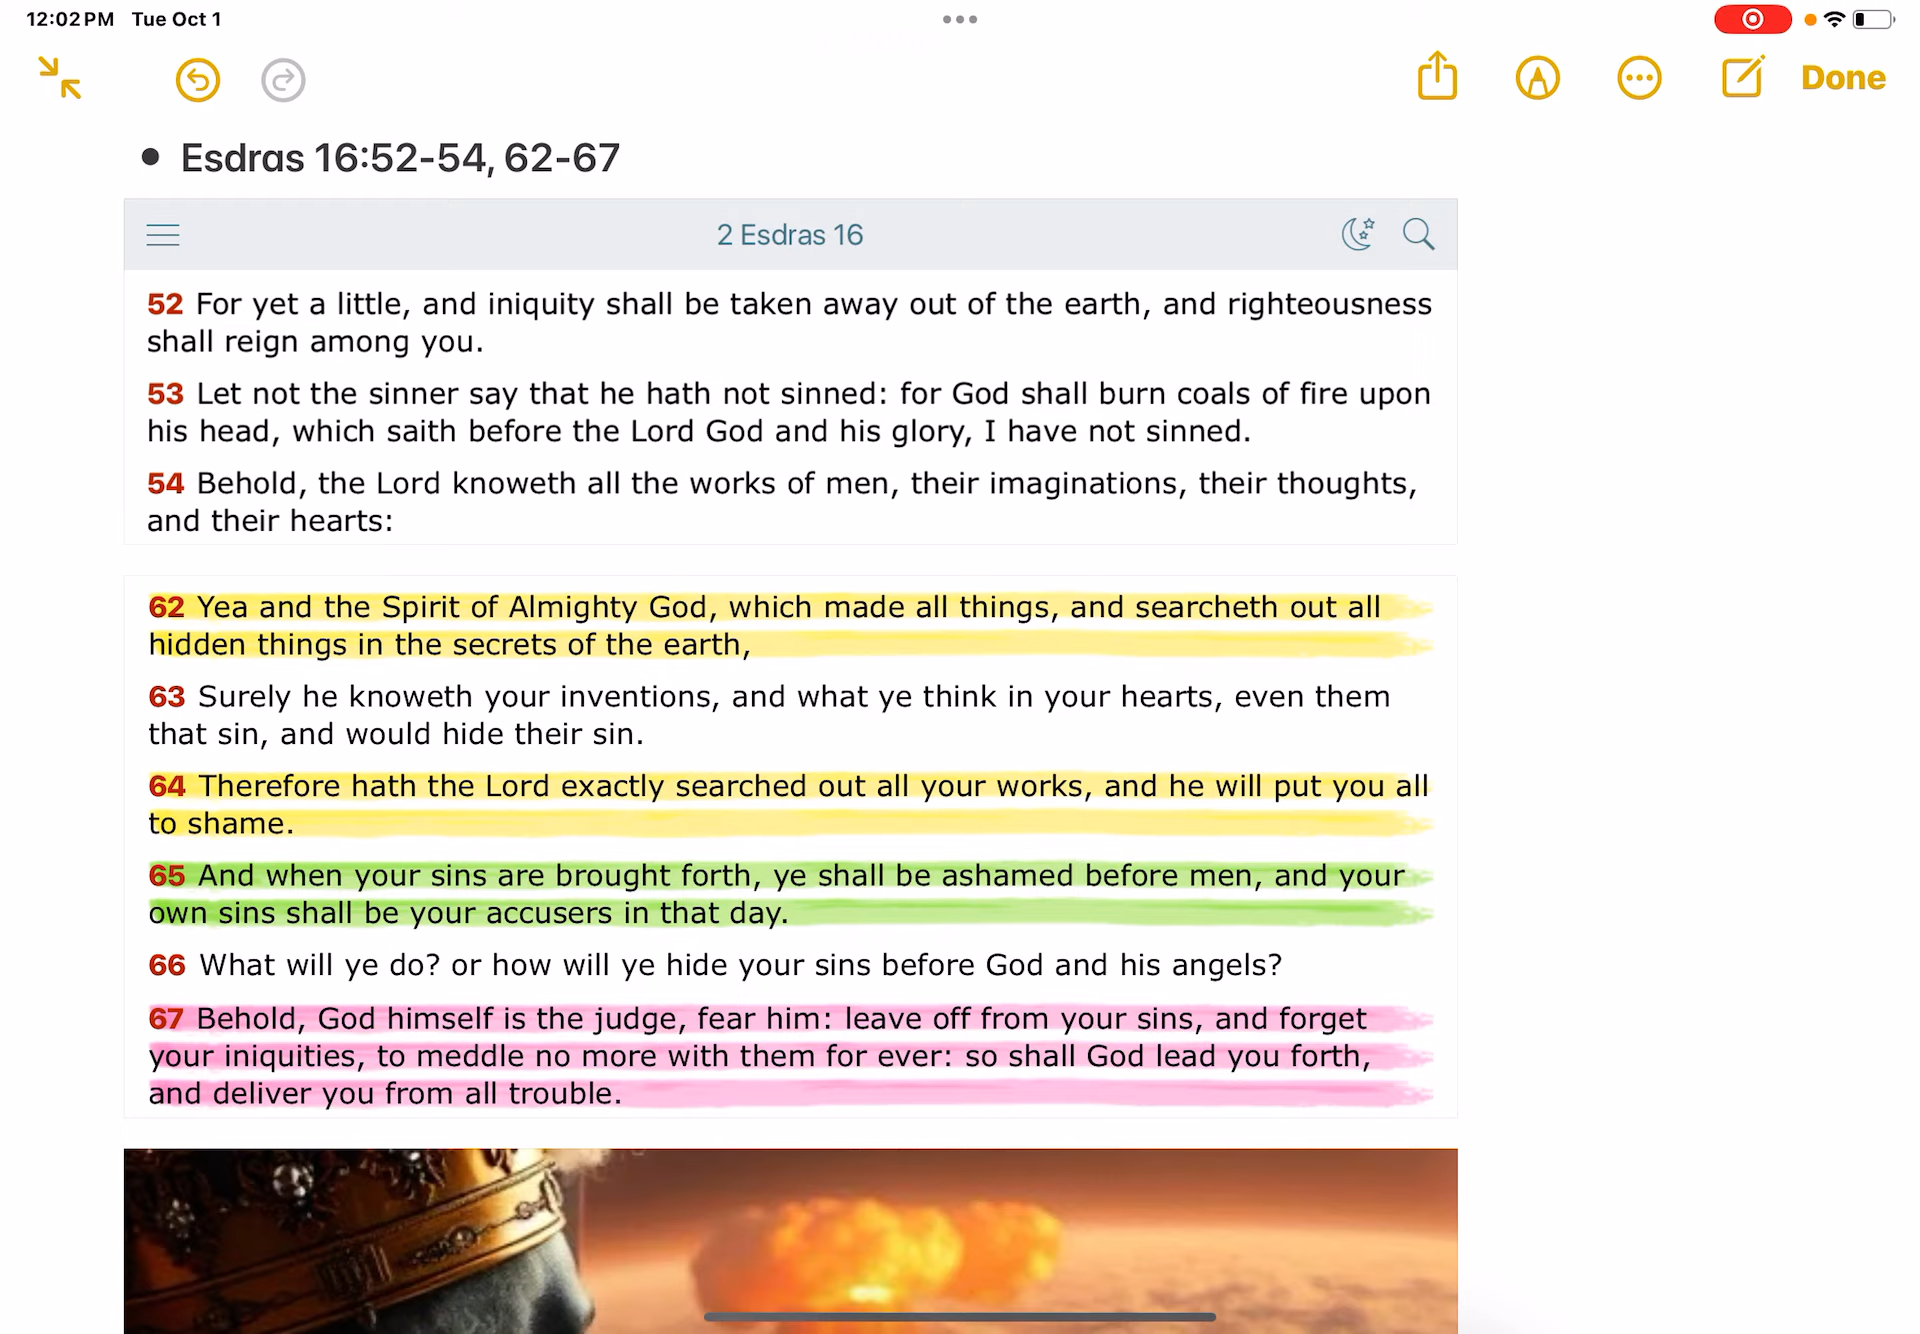 12:02 PM Tue Oct 1
Done
• Esdras 16:52-54, 62-67
2 Esdras 16
52 For yet a little, and iniquity shall be taken away out of the earth, and righteousness
shall reign among you.
53 Let not the sinner say that he hath not sinned: for God shall burn coals of fire upon
his head, which saith before the Lord God and his glory, I have not sinned.
54 Behold, the Lord knoweth all the works of men, their imaginations, their thoughts,
and their hearts:
62 Yea and the Spirit of Almighty God, which made all things, and searcheth out all
hidden things in the secrets of the earth,
63 Surely he knoweth your inventions, and what ye think in your hearts, even them
that sin, and would hide their sin.
64 Therefore hath the Lord exactly searched out all your works, and he will put you all
to shame.
65 And when your sins are brought forth, ye shall be ashamed before men, and your
own sins shall be your accusers in that day.
66 What will ye do? or how will ye hide your sins before God and his angels?
67 Behold, God himself is the judge, fear him: leave off from your sins, and forget
your iniquities, to meddle no more with them for ever: so shall God lead you forth,
and deliver you from all trouble.